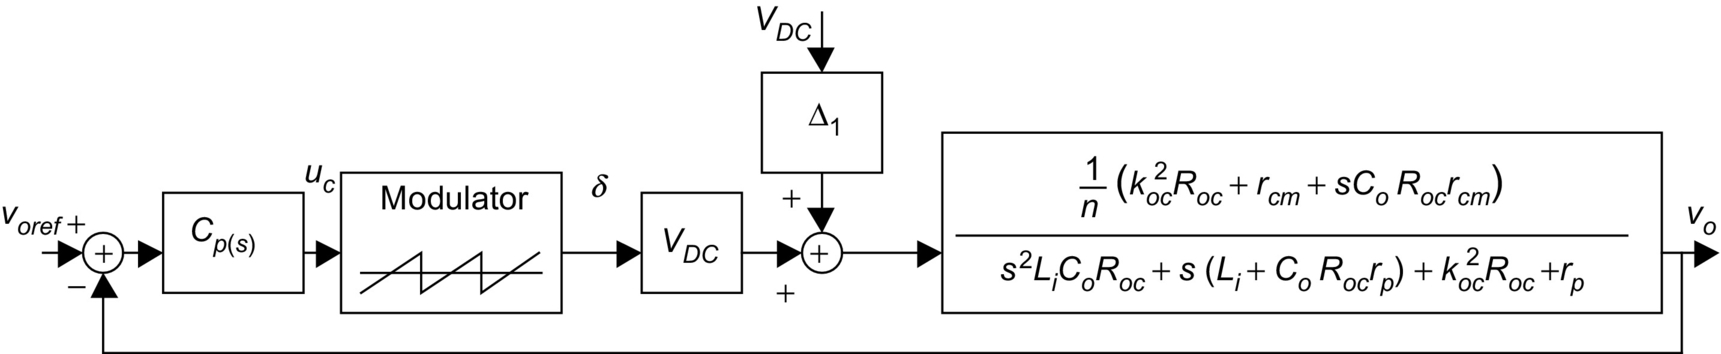 V_DC
Δ_1
u_c
Modulator
δ
v_oref +
+
C_p(s)
V_DC
+
+
+
−
1/n (k_oc^2 R_oc + r_cm + sC_o R_oc r_cm)
s^2 L_i C_o R_oc + s (L_i + C_o R_oc r_p) + k_oc^2 R_oc + r_p
v_o